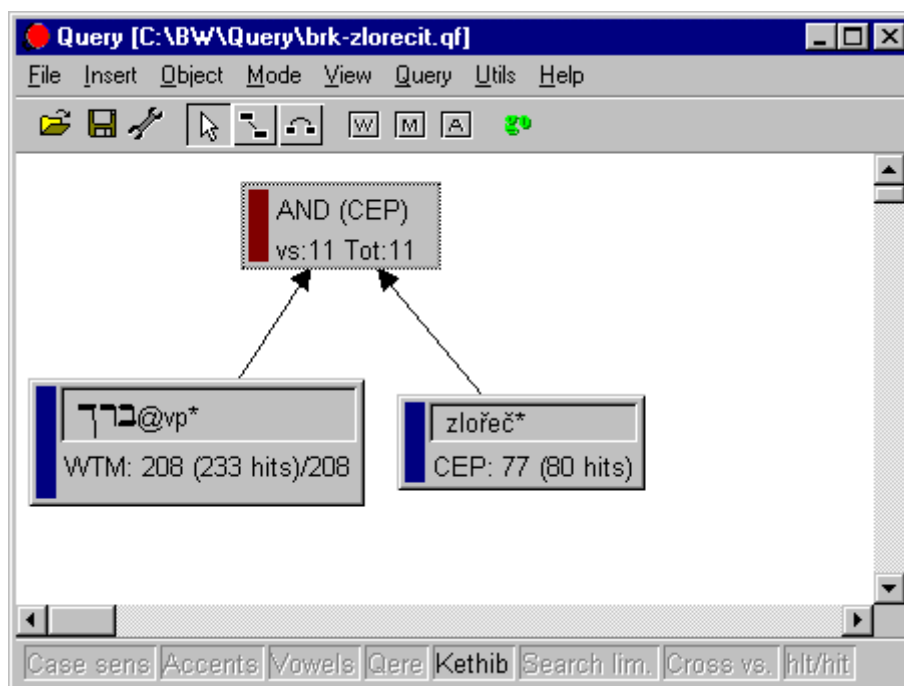 Query [C:\BW\Query\brk-zlorecit.qf]
File Insert Object Mode View Query Utils Help
W M A go
AND (CEP)
vs:11 Tot:11
ברך@vp*
WTM: 208 (233 hits)/208
zlořeč*
CEP: 77 (80 hits)
Case sens Accents Vowels Qere Kethib Search lim. Cross vs. hlt/hit